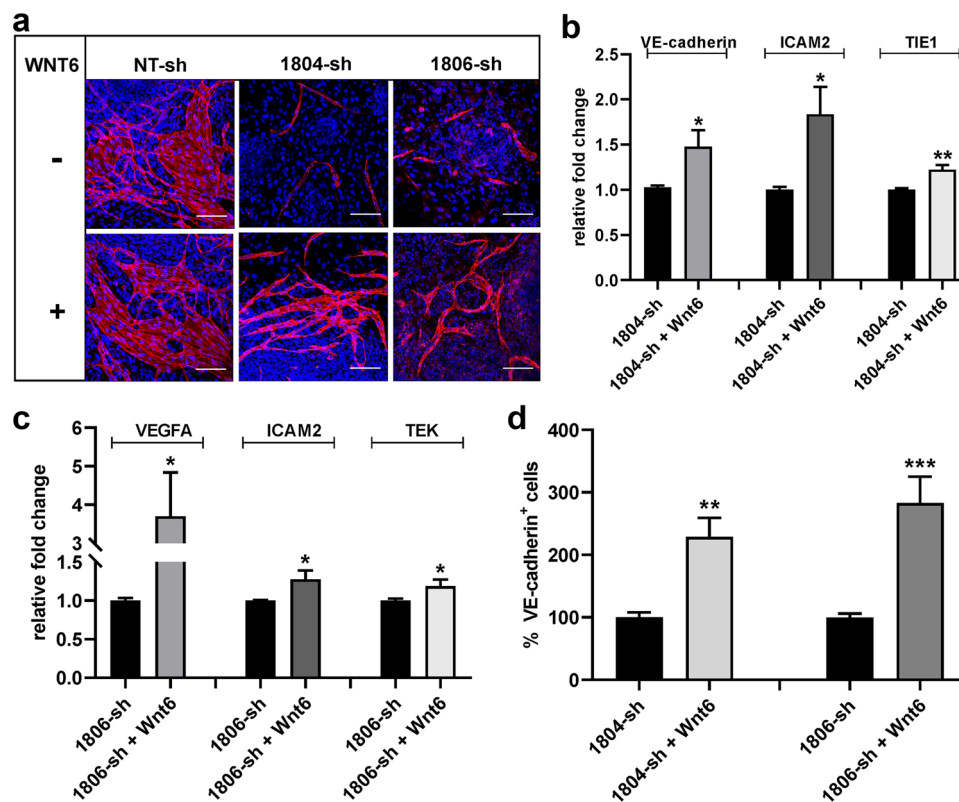 a
WNT6 NT-sh 1804-sh 1806-sh
-
+
b
VE-cadherin ICAM2 TIE1
relative fold change
2.5
2.0
1.5
1.0
0.5
0.0
* * **
1804-sh
1804-sh + Wnt6
1804-sh
1804-sh + Wnt6
1804-sh
1804-sh + Wnt6
c
VEGFA ICAM2 TEK
relative fold change
6
5
4
3
1.5
1.0
0.5
0.0
* * *
1806-sh
1806-sh + Wnt6
1806-sh
1806-sh + Wnt6
1806-sh
1806-sh + Wnt6
d
% VE-cadherin+ cells
400
300
200
100
0
** ***
1804-sh
1804-sh + Wnt6
1806-sh
1806-sh + Wnt6